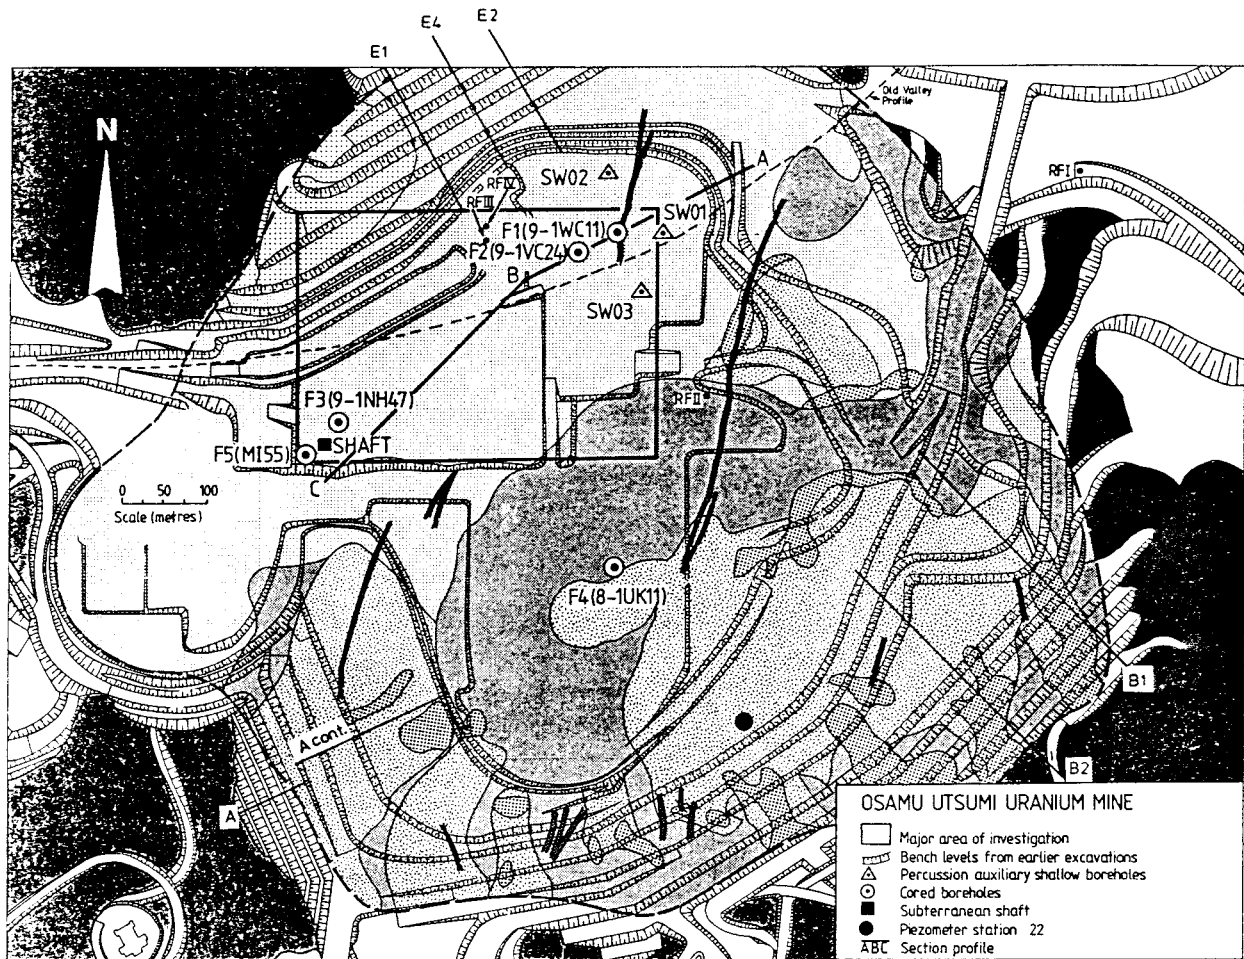 E1
E4
E2
Old Valley
Profile
N
A
RFI
SW02
RFIV
RFIII
SW01
F1(9-1WC11)
F2(9-1VC24)
B
SW03
F3(9-1NH47)
RFII
SHAFT
F5(MI55)
C
0 50 100
Scale (metres)
F4(8-1UK11)
B1
A cont.
B2
A
OSAMU UTSUMI URANIUM MINE
Major area of investigation
Bench levels from earlier excavations
Percussion auxiliary shallow boreholes
Cored boreholes
Subterranean shaft
Piezometer station 22
ABC Section profile